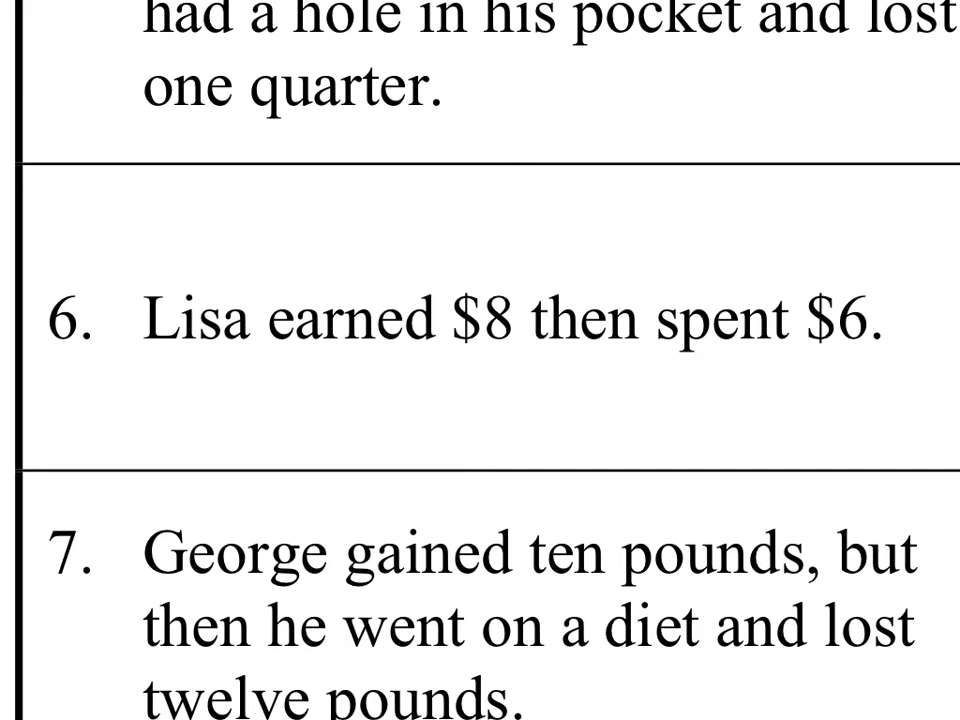 had a hole in his pocket and lost
one quarter.
6. Lisa earned $8 then spent $6.
7. George gained ten pounds, but
then he went on a diet and lost
twelve pounds.